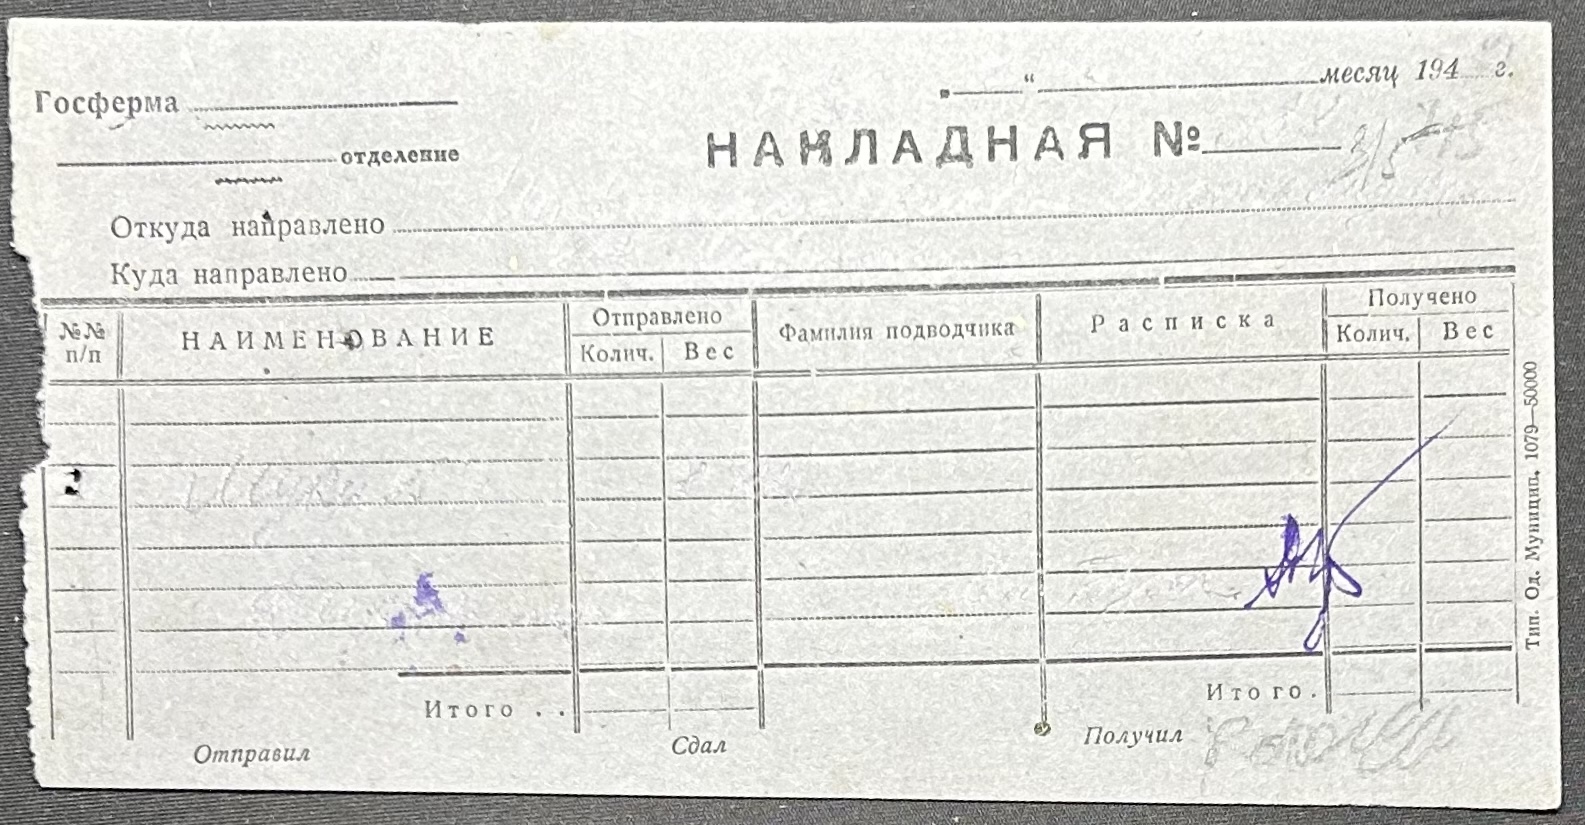 „ “ месяц 194 г.
Госферма
отделение
НАКЛАДНАЯ №
Откуда направлено
Куда направлено
№№ п/п НАИМЕНОВАНИЕ Отправлено Колич. Вес Фамилия подводчика Расписка Получено Колич. Вес
Итого . . Итого .
Отправил Сдал Получил
Тип. Од. Муницип. 1079—50000